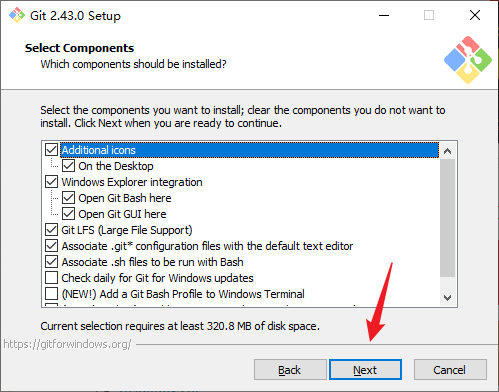 Git 2.43.0 Setup
Select Components
Which components should be installed?
Select the components you want to install; clear the components you do not want to
install. Click Next when you are ready to continue.
Additional icons
On the Desktop
Windows Explorer integration
Open Git Bash here
Open Git GUI here
Git LFS (Large File Support)
Associate .git* configuration files with the default text editor
Associate .sh files to be run with Bash
Check daily for Git for Windows updates
(NEW!) Add a Git Bash Profile to Windows Terminal
Current selection requires at least 320.8 MB of disk space.
https://gitforwindows.org/
Back
Next
Cancel